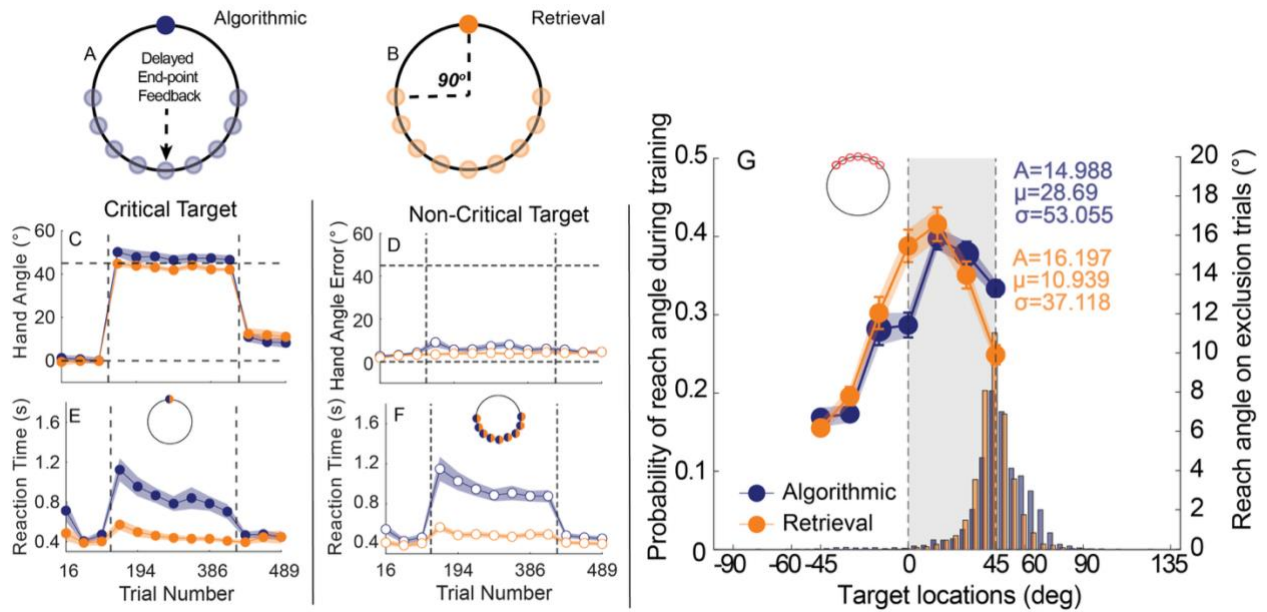 A
Algorithmic
Delayed
End-point
Feedback
B
Retrieval
90°
Critical Target
Non-Critical Target
C
Hand Angle (°)
60
40
20
0
D
Hand Angle Error (°)
60
40
20
0
E
Reaction Time (s)
1.6
1.2
0.8
0.4
16 194 386 489
Trial Number
F
Reaction Time (s)
1.6
1.2
0.8
0.4
16 194 386 489
Trial Number
G
Probability of reach angle during training
0.5
0.4
0.3
0.2
0.1
0
A=14.988
μ=28.69
σ=53.055
A=16.197
μ=10.939
σ=37.118
Algorithmic
Retrieval
20
18
16
14
12
10
8
6
4
2
0
Reach angle on exclusion trials (°)
-90 -60 -45 0 45 60 90 135
Target locations (deg)